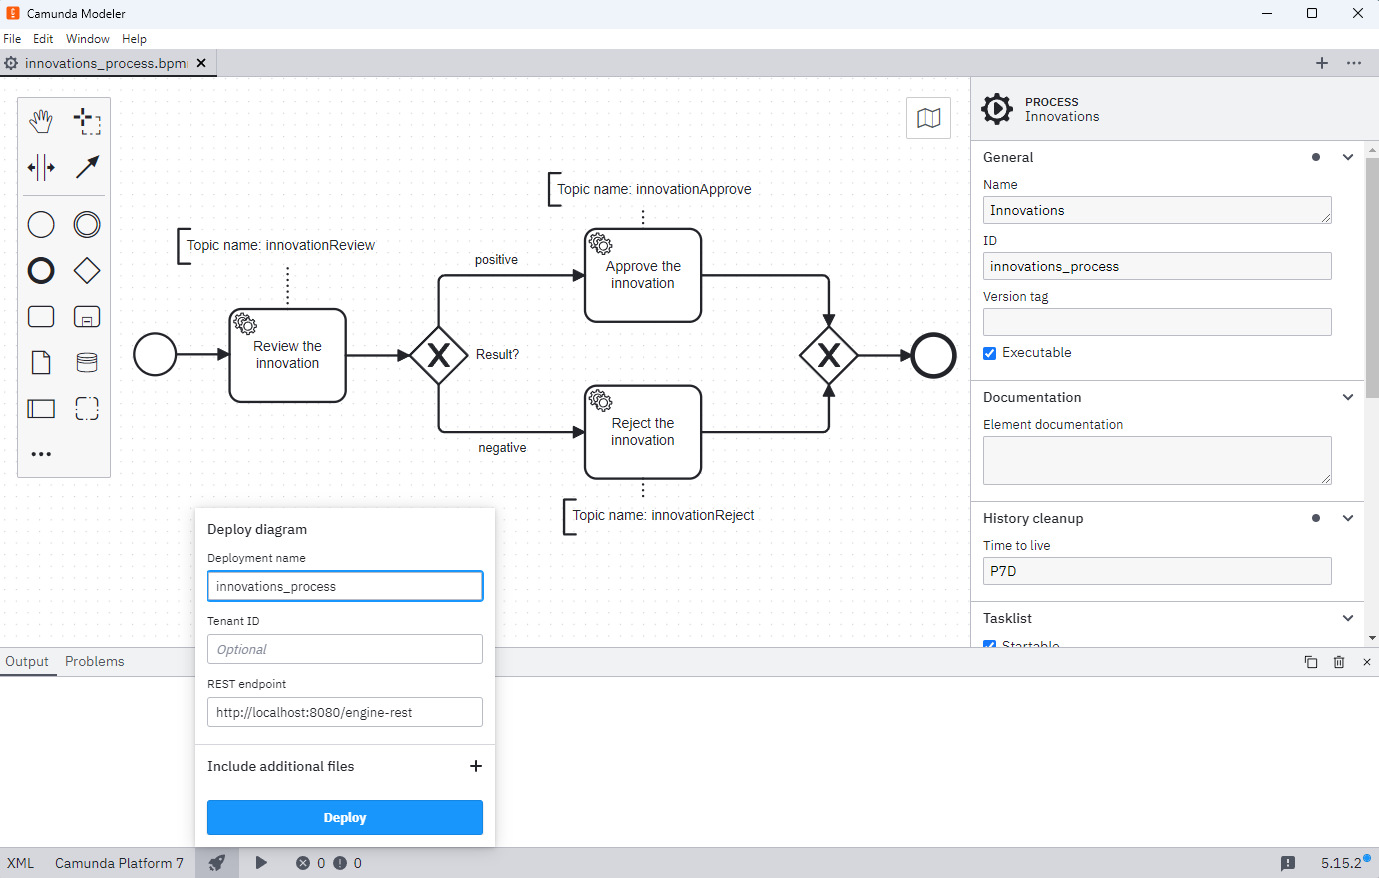 Camunda Modeler
File Edit Window Help
innovations_process.bpm
PROCESS
Innovations
General
Name
Innovations
ID
innovations_process
Version tag
Executable
Documentation
Element documentation
History cleanup
Time to live
P7D
Tasklist
Startable
Topic name: innovationApprove
Topic name: innovationReview
positive
Approve the
innovation
Review the
innovation
X
Result?
X
Reject the
innovation
negative
Topic name: innovationReject
Deploy diagram
Deployment name
innovations_process
Tenant ID
Optional
REST endpoint
http://localhost:8080/engine-rest
Include additional files
Deploy
Output Problems
XML Camunda Platform 7 0 0 5.15.2